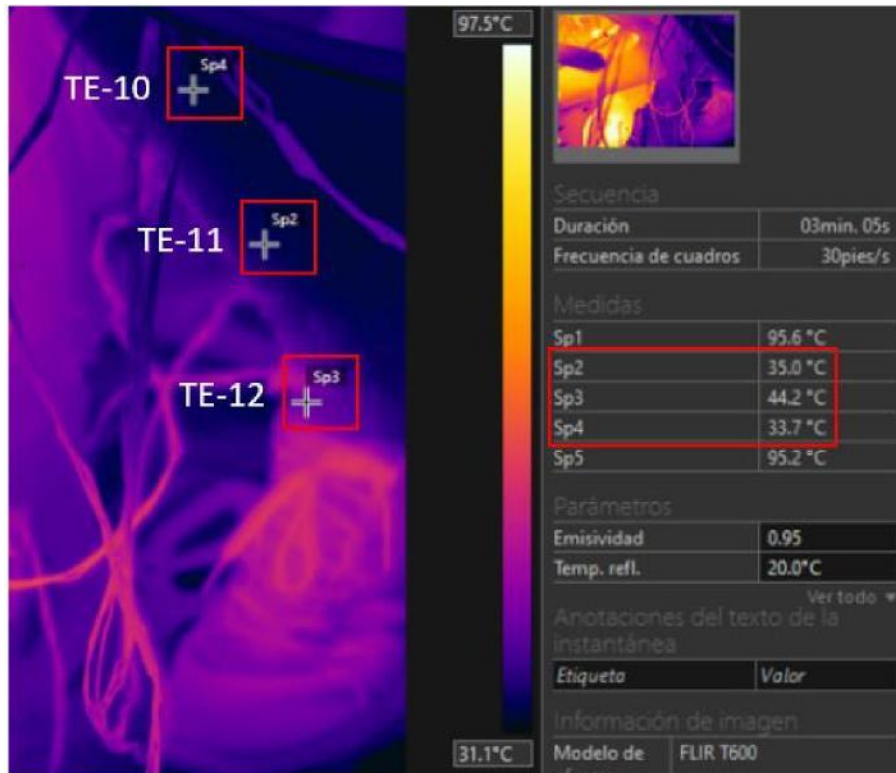 97.5°C
Sp4
TE-10
Sp2
TE-11
Sp3
TE-12
31.1°C
Secuencia
Duración 03min. 05s
Frecuencia de cuadros 30pies/s
Medidas
Sp1 95.6 °C
Sp2 35.0 °C
Sp3 44.2 °C
Sp4 33.7 °C
Sp5 95.2 °C
Parámetros
Emisividad 0.95
Temp. refl. 20.0°C
Ver todo
Anotaciones del texto de la
instantánea
Etiqueta Valor
Información de imagen
Modelo de FLIR T600